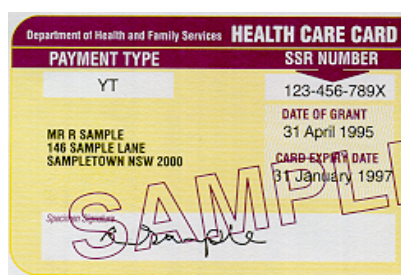 Department of Health and Family Services HEALTH CARE CARD
PAYMENT TYPE SSR NUMBER
YT 123-456-789X
DATE OF GRANT
31 April 1995
MR R SAMPLE
146 SAMPLE LANE
SAMPLETOWN NSW 2000
CARD EXPIRY DATE
31 January 1997
SAMPLE
Specimen Signature
R Sample